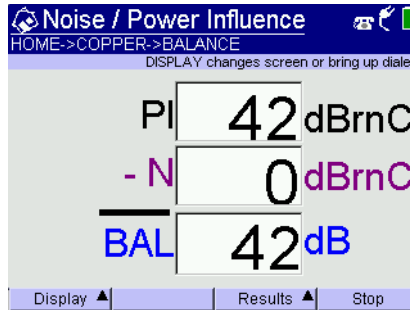 Noise / Power Influence
HOME->COPPER->BALANCE
DISPLAY changes screen or bring up diale
PI 42 dBrnC
- N 0 dBrnC
BAL 42 dB
Display ▲ Results ▲ Stop